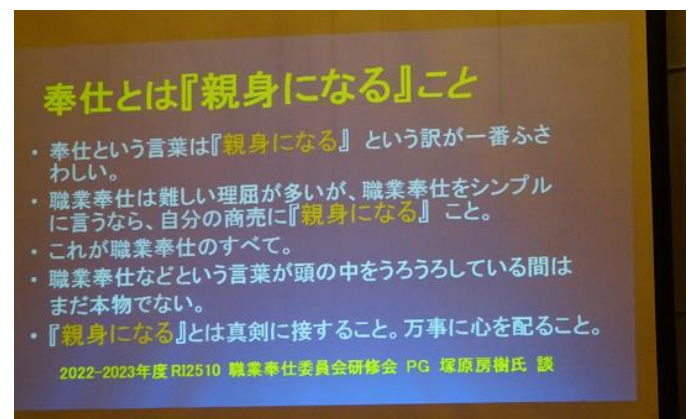 奉仕とは『親身になる』こと
・奉仕という言葉は『親身になる』という訳が一番ふさ
わしい。
・職業奉仕は難しい理屈が多いが、職業奉仕をシンプル
に言うなら、自分の商売に『親身になる』こと。
・これが職業奉仕のすべて。
・職業奉仕などという言葉が頭の中をうろうろしている間は
まだ本物でない。
・『親身になる』とは真剣に接すること。万事に心を配ること。
2022-2023年度 RI2510 職業奉仕委員会研修会 PG 塚原房樹氏 談